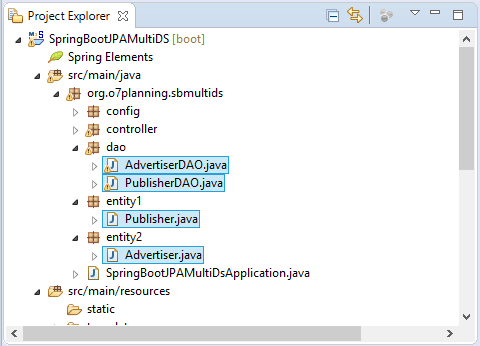 Project Explorer
SpringBootJPAMultiDS [boot]
Spring Elements
src/main/java
org.o7planning.sbmultids
config
controller
dao
AdvertiserDAO.java
PublisherDAO.java
entity1
Publisher.java
entity2
Advertiser.java
SpringBootJPAMultiDsApplication.java
src/main/resources
static